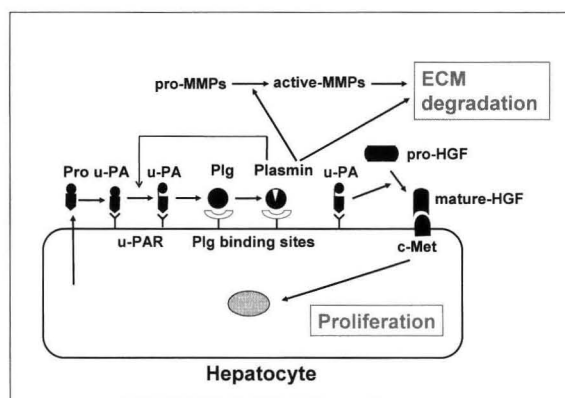 pro-MMPs active-MMPs ECM
degradation
Pro u-PA u-PA Plg Plasmin u-PA pro-HGF
mature-HGF
u-PAR Plg binding sites c-Met
Proliferation
Hepatocyte